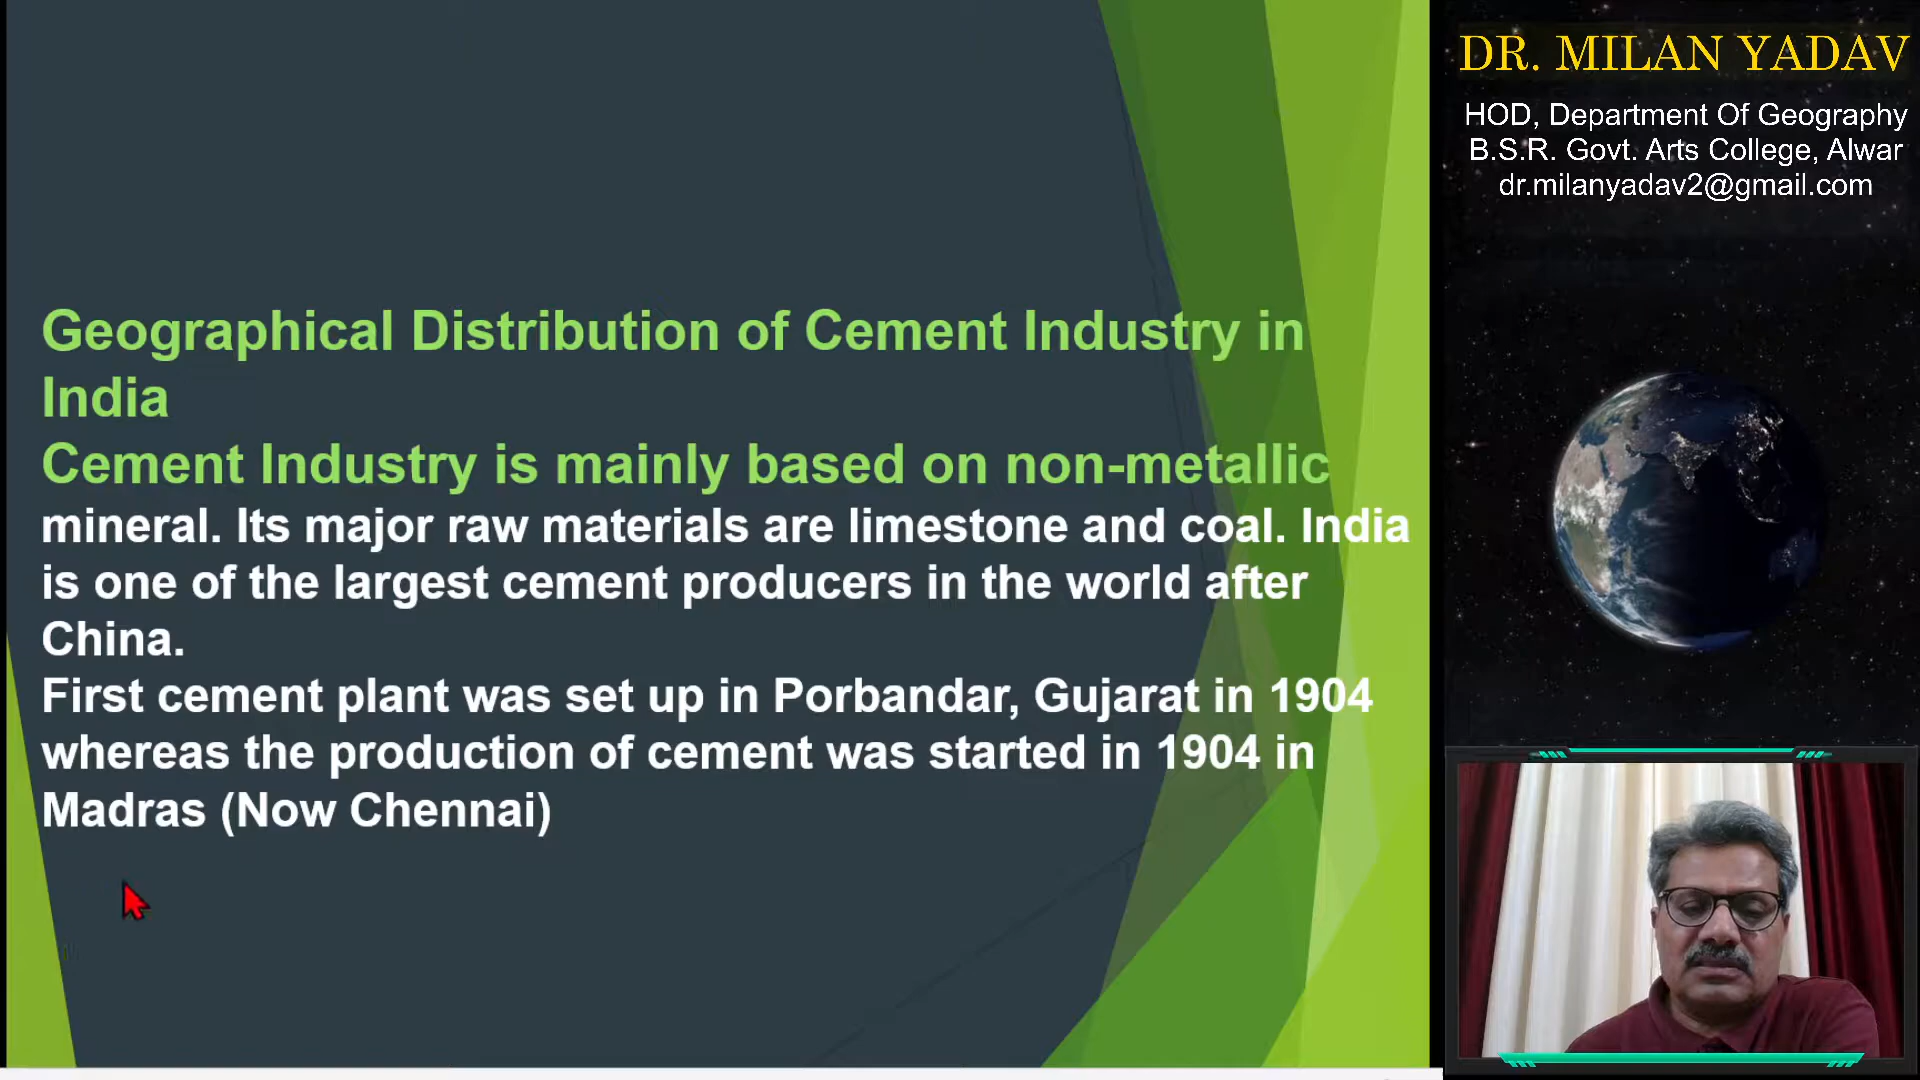 Geographical Distribution of Cement Industry in
India
Cement Industry is mainly based on non-metallic
mineral. Its major raw materials are limestone and coal. India
is one of the largest cement producers in the world after
China.
First cement plant was set up in Porbandar, Gujarat in 1904
whereas the production of cement was started in 1904 in
Madras (Now Chennai)
DR. MILAN YADAV
HOD, Department Of Geography
B.S.R. Govt. Arts College, Alwar
dr.milanyadav2@gmail.com